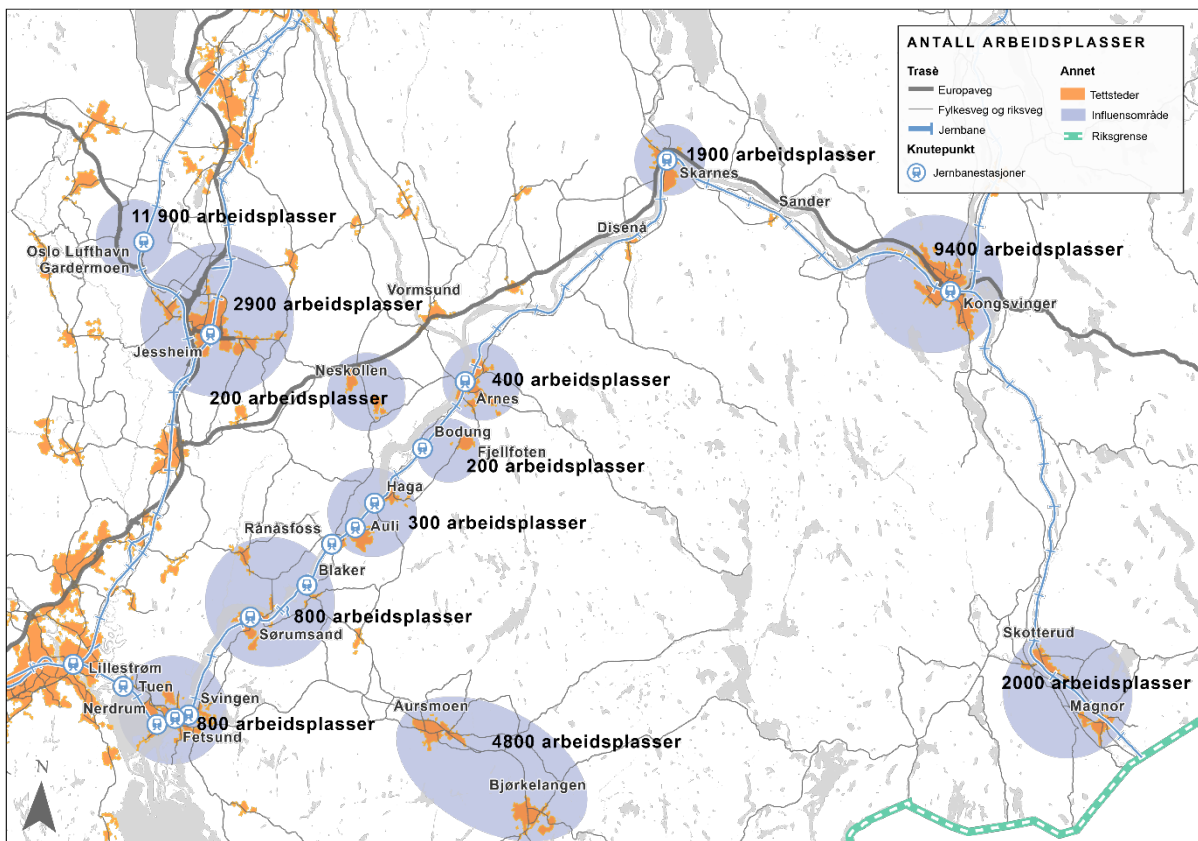 ANTALL ARBEIDSPLASSER
Trasè
Europaveg
Fylkesveg og riksveg
Jernbane
Knutepunkt
Jernbanestasjoner
Annet
Tettsteder
Influensområde
Riksgrense
1900 arbeidsplasser
Skarnes
Sander
Disenå
11 900 arbeidsplasser
Oslo Lufthavn
Gardermoen
9400 arbeidsplasser
Kongsvinger
2900 arbeidsplasser
Vormsund
Jessheim
Neskollen
200 arbeidsplasser
400 arbeidsplasser
Årnes
Bodung
Fjellfoten
200 arbeidsplasser
Haga
Auli
300 arbeidsplasser
Rånåsfoss
Blaker
800 arbeidsplasser
Sørumsand
Skotterud
2000 arbeidsplasser
Magnor
Lillestrøm
Tuen
Nerdrum
Svingen
800 arbeidsplasser
Fetsund
Aursmoen
4800 arbeidsplasser
Bjørkelangen
N